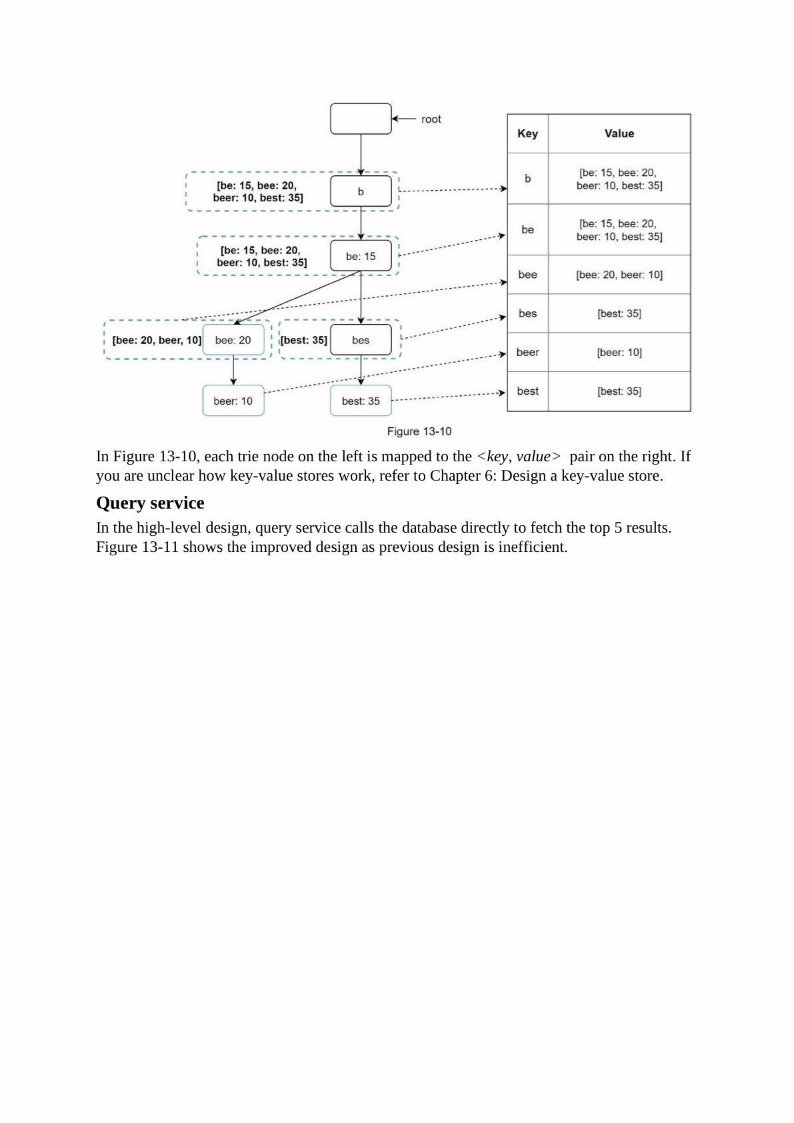 root
[be: 15, bee: 20,
beer: 10, best: 35]
b
[be: 15, bee: 20,
beer: 10, best: 35]
be: 15
[bee: 20, beer, 10]
bee: 20
[best: 35]
bes
beer: 10
best: 35
Key Value
b [be: 15, bee: 20,
beer: 10, best: 35]
be [be: 15, bee: 20,
beer: 10, best: 35]
bee [bee: 20, beer: 10]
bes [best: 35]
beer [beer: 10]
best [best: 35]
Figure 13-10
In Figure 13-10, each trie node on the left is mapped to the <key, value> pair on the right. If
you are unclear how key-value stores work, refer to Chapter 6: Design a key-value store.
Query service
In the high-level design, query service calls the database directly to fetch the top 5 results.
Figure 13-11 shows the improved design as previous design is inefficient.